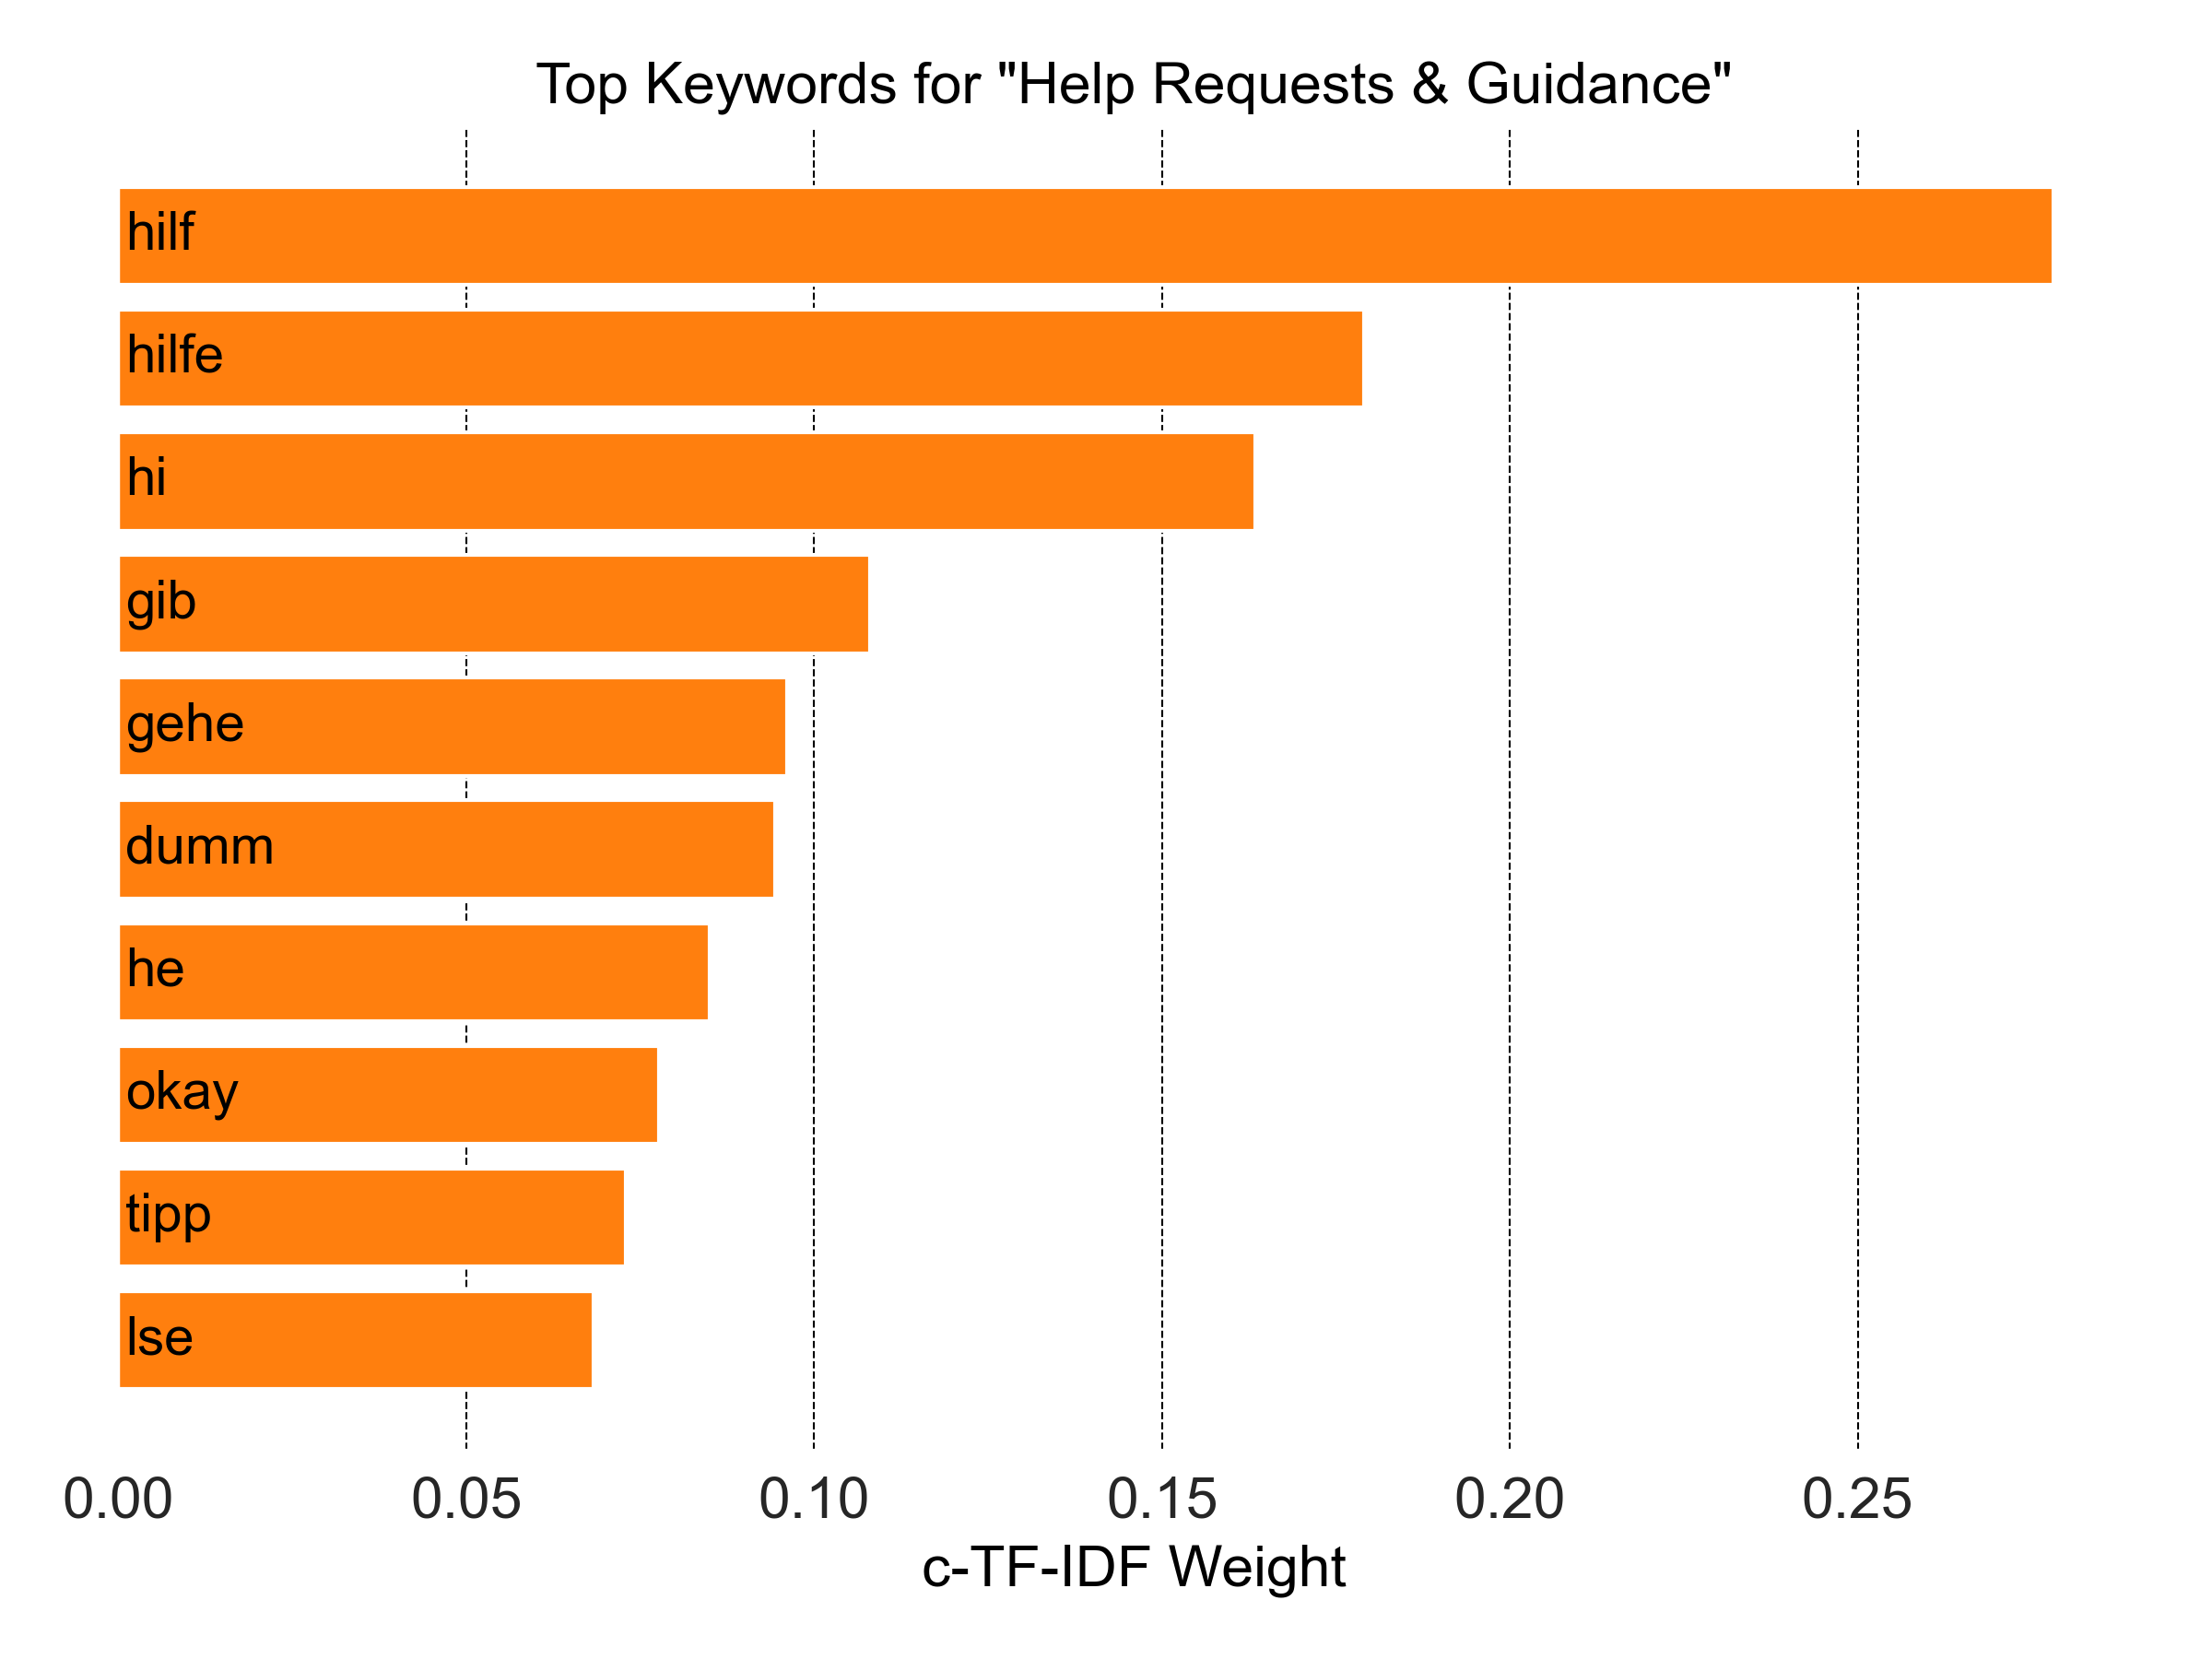 Top Keywords for "Help Requests & Guidance"
hilf
hilfe
hi
gib
gehe
dumm
he
okay
tipp
lse
0.00 0.05 0.10 0.15 0.20 0.25
c-TF-IDF Weight